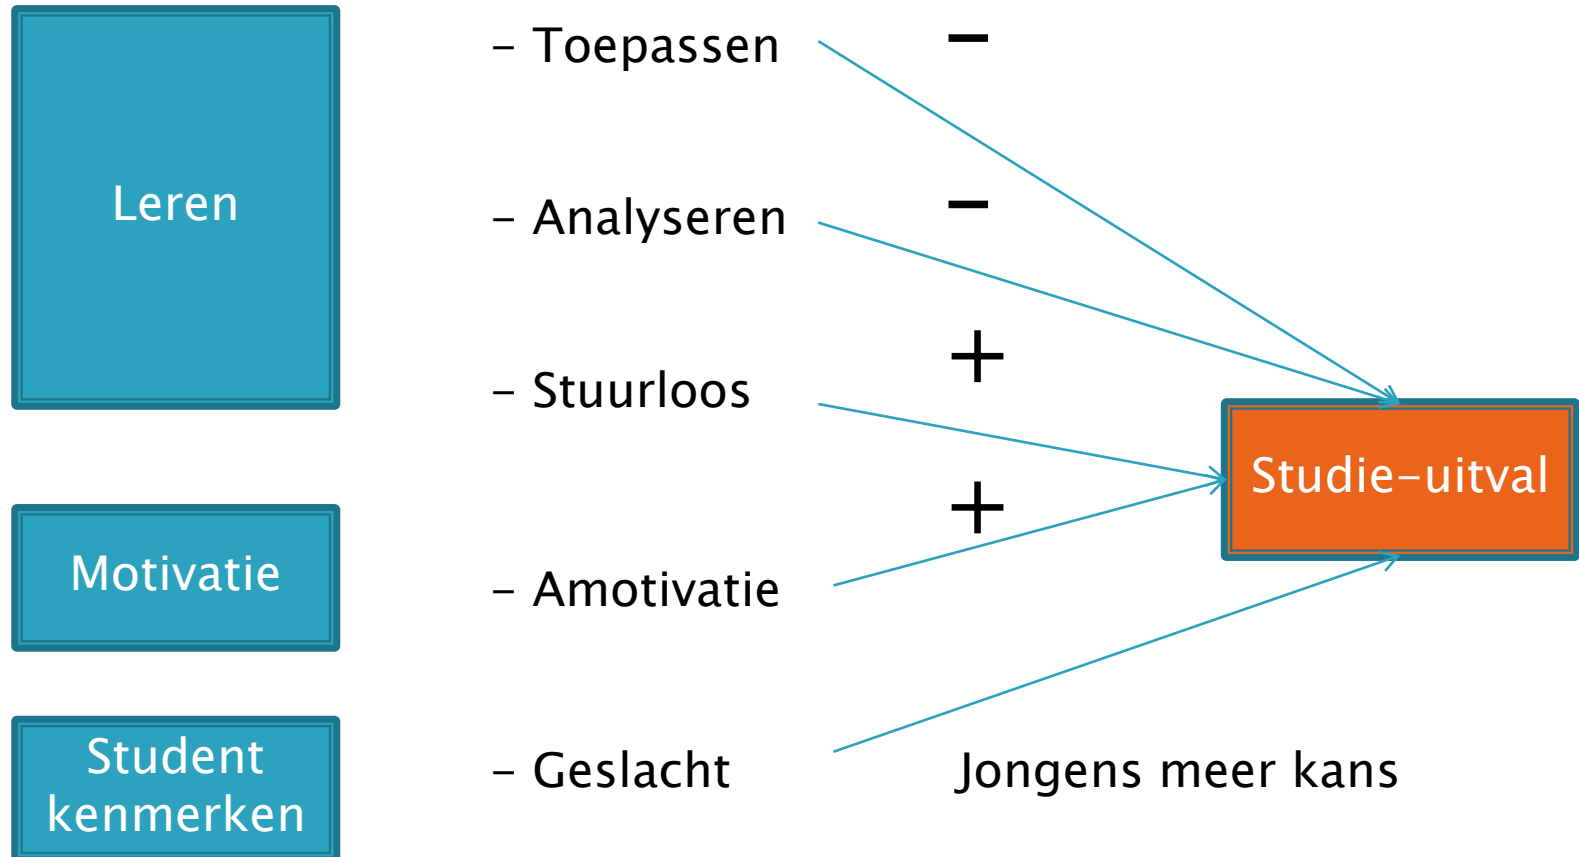 Leren
– Toepassen –
– Analyseren –
– Stuurloos +
Motivatie
– Amotivatie +
Student
kenmerken
– Geslacht Jongens meer kans
Studie-uitval